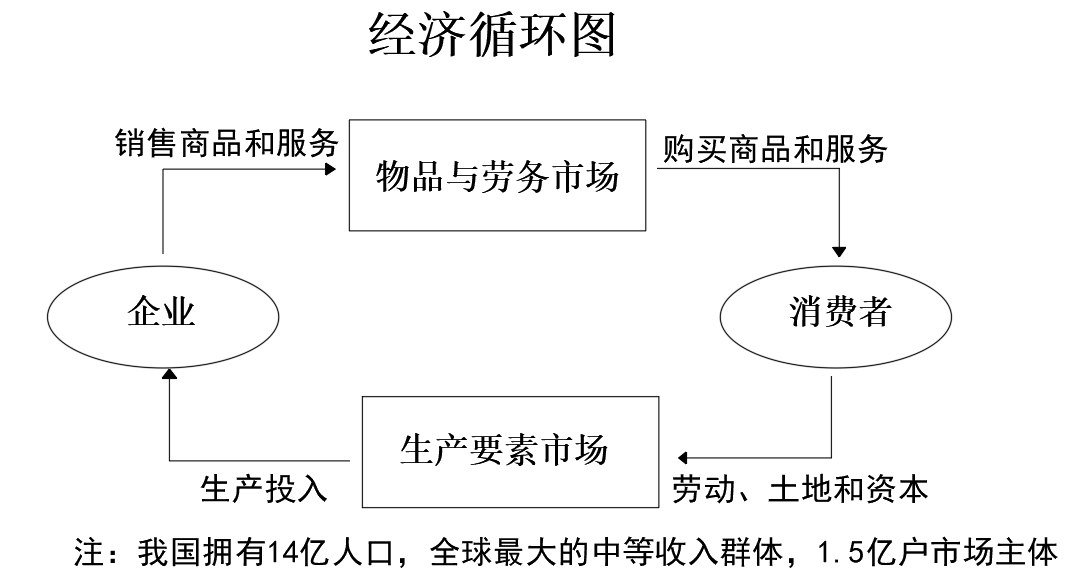 经济循环图
销售商品和服务
物品与劳务市场
购买商品和服务
企业
消费者
生产要素市场
生产投入
劳动、土地和资本
注：我国拥有14亿人口，全球最大的中等收入群体，1.5亿户市场主体